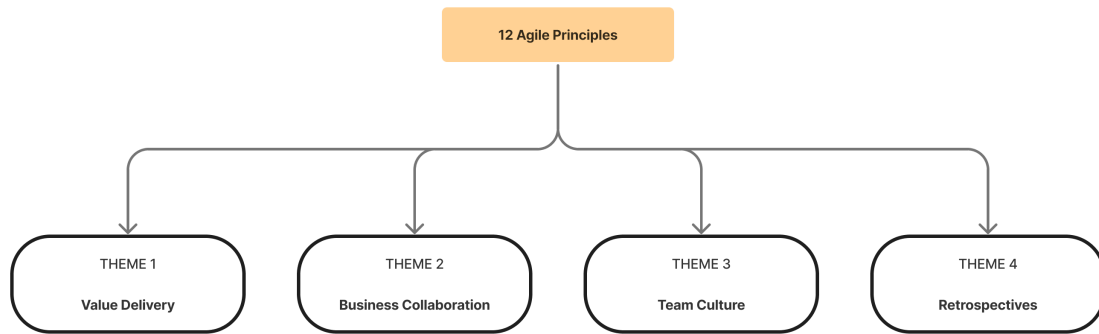 12 Agile Principles
THEME 1
Value Delivery
THEME 2
Business Collaboration
THEME 3
Team Culture
THEME 4
Retrospectives